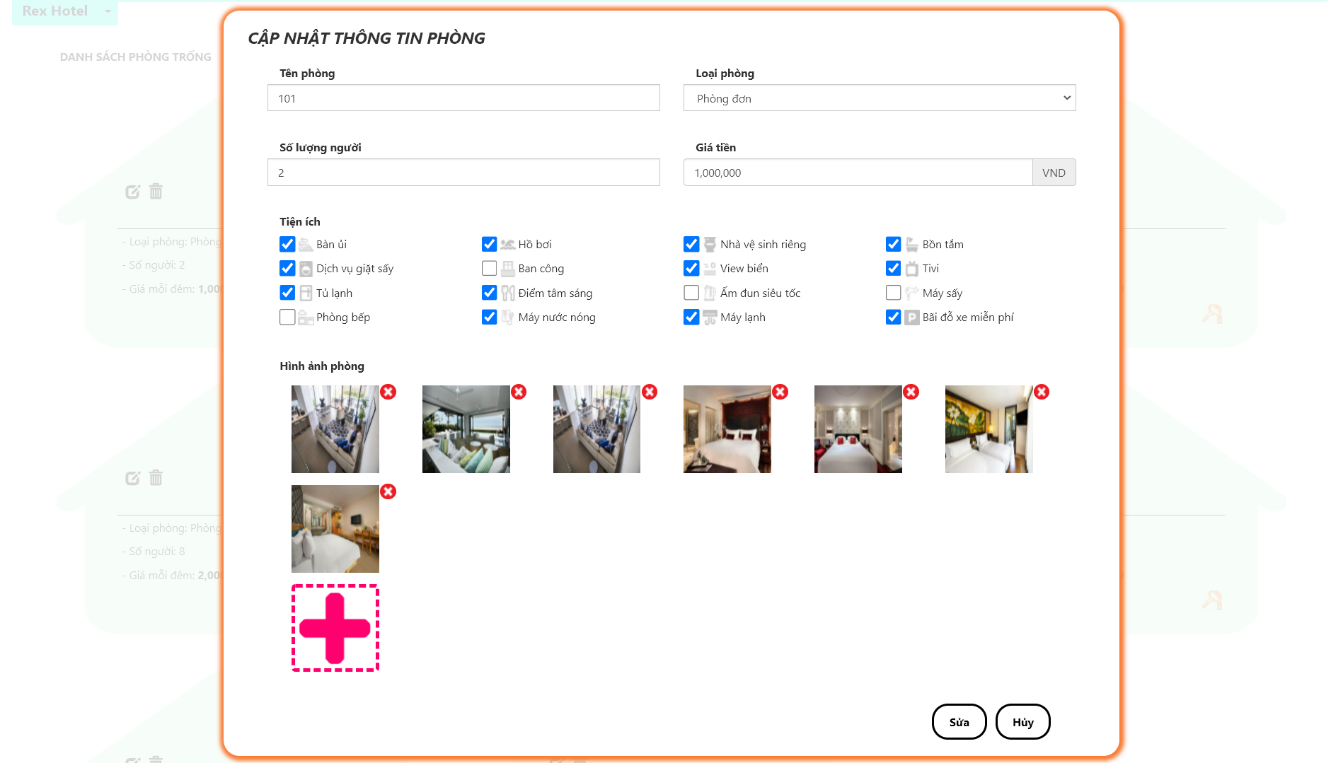 Rex Hotel
DANH SÁCH PHÒNG TRỐNG
CẬP NHẬT THÔNG TIN PHÒNG
Tên phòng
Loại phòng
101
Phòng đơn
Số lượng người
Giá tiền
2
1,000,000 VND
Tiện ích
Bàn ủi
Hồ bơi
Nhà vệ sinh riêng
Bồn tắm
Dịch vụ giặt sấy
Ban công
View biển
Tivi
Tủ lạnh
Điểm tâm sáng
Ấm đun siêu tốc
Máy sấy
Phòng bếp
Máy nước nóng
Máy lạnh
P Bãi đỗ xe miễn phí
Hình ảnh phòng
Sửa
Hủy
- Loại phòng: Phòng
- Số người: 2
- Giá mỗi đêm: 1,00
- Loại phòng: Phòng
- Số người: 8
- Giá mỗi đêm: 2,00